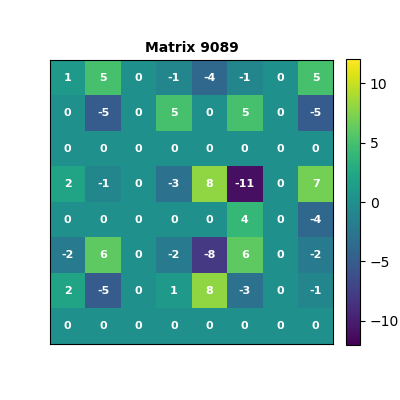 Matrix 9089
1 5 0 -1 -4 -1 0 5
0 -5 0 5 0 5 0 -5
0 0 0 0 0 0 0 0
2 -1 0 -3 8 -11 0 7
0 0 0 0 0 4 0 -4
-2 6 0 -2 -8 6 0 -2
2 -5 0 1 8 -3 0 -1
0 0 0 0 0 0 0 0
10
5
0
−5
−10